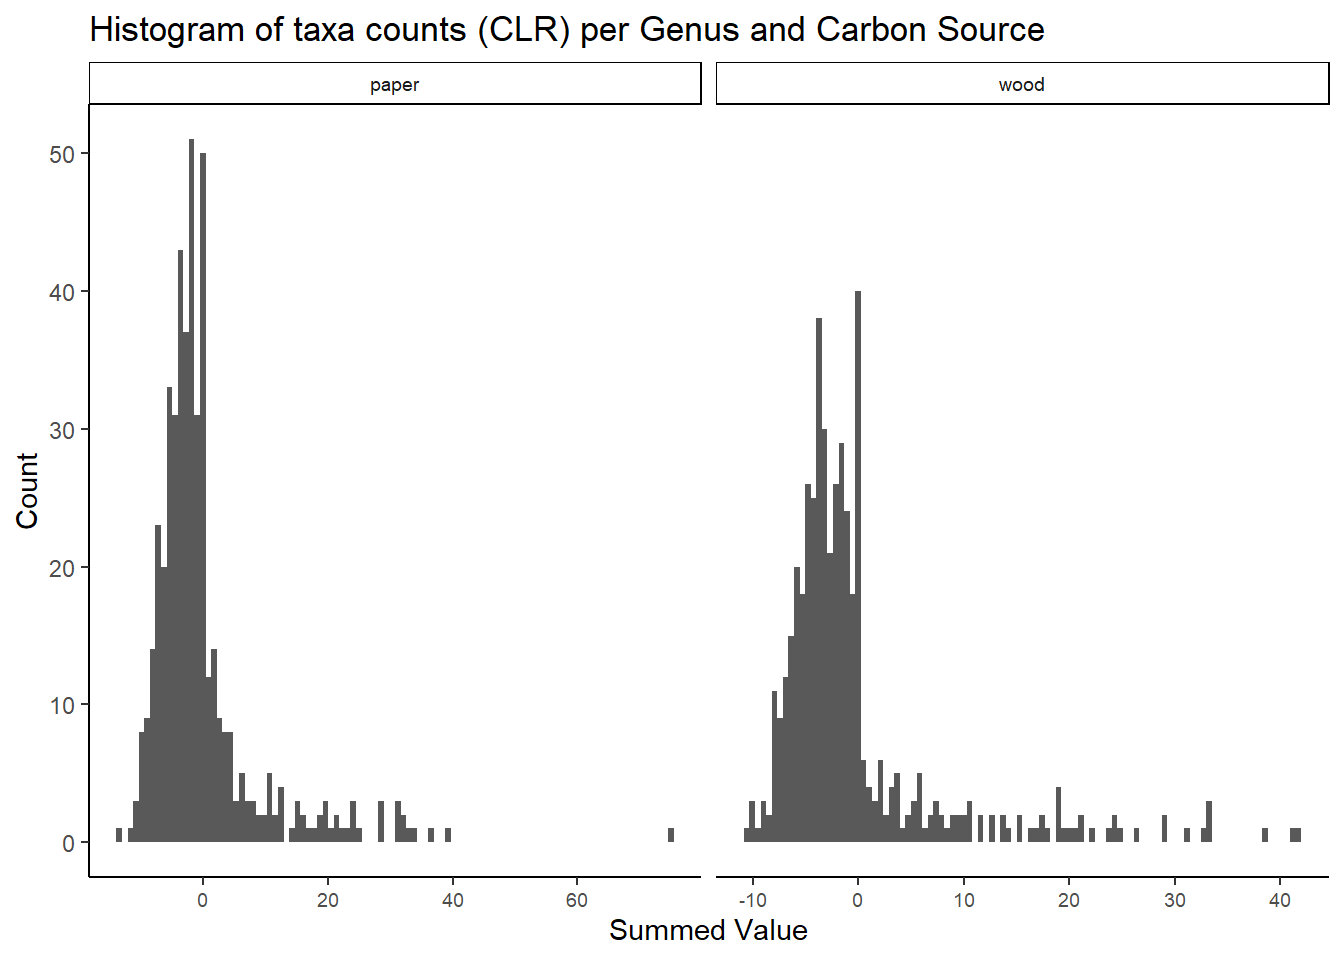 Histogram of taxa counts (CLR) per Genus and Carbon Source
paper
wood
50
40
30
20
10
0
Count
0 20 40 60
-10 0 10 20 30 40
Summed Value